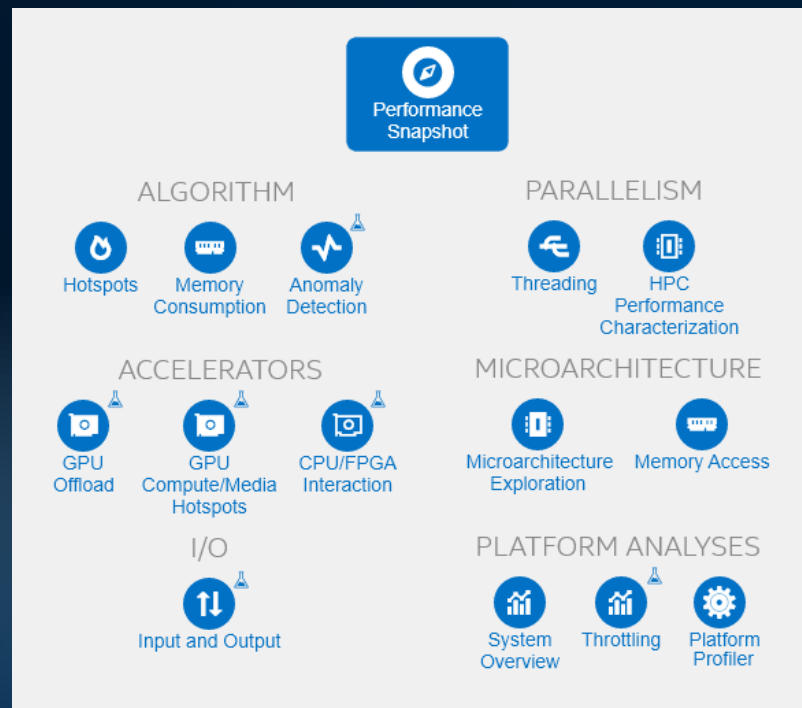 Performance
Snapshot
ALGORITHM
Hotspots
Memory
Consumption
Anomaly
Detection
PARALLELISM
Threading
HPC
Performance
Characterization
ACCELERATORS
GPU
Offload
GPU
Compute/Media
Hotspots
CPU/FPGA
Interaction
MICROARCHITECTURE
Microarchitecture
Exploration
Memory Access
I/O
Input and Output
PLATFORM ANALYSES
System
Overview
Throttling
Platform
Profiler